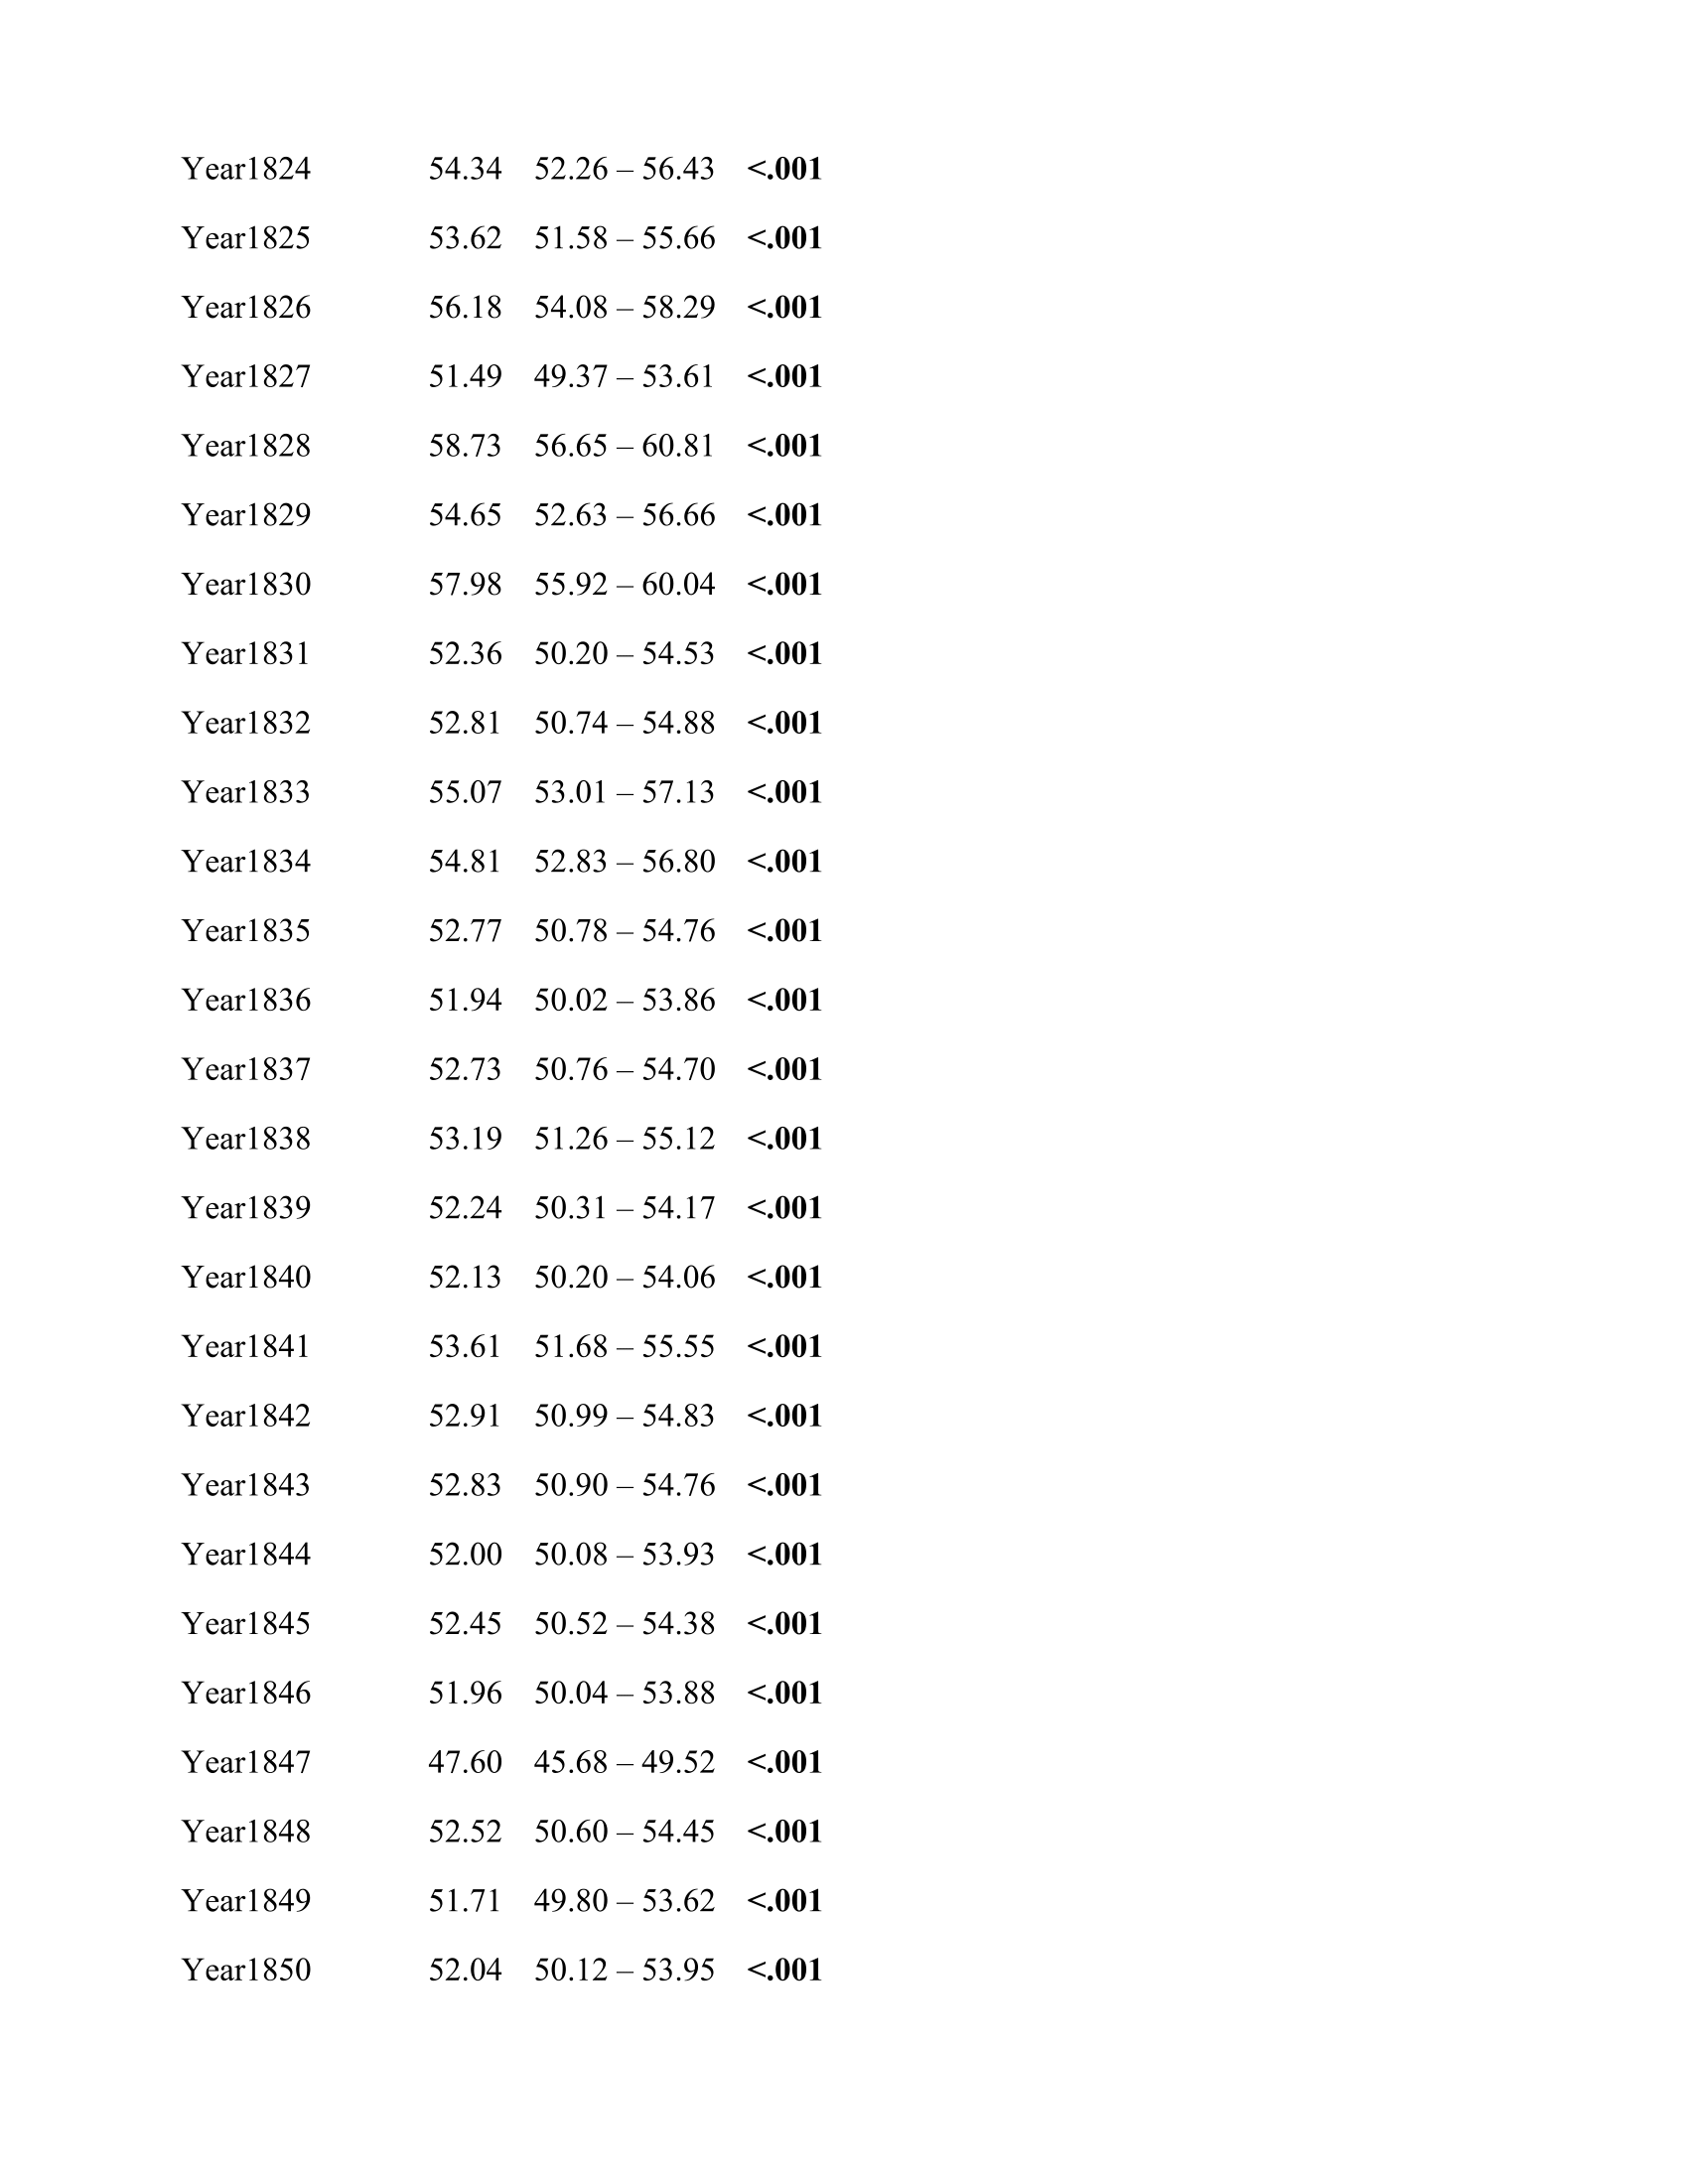 Year1824 54.34 52.26 – 56.43 <.001
Year1825 53.62 51.58 – 55.66 <.001
Year1826 56.18 54.08 – 58.29 <.001
Year1827 51.49 49.37 – 53.61 <.001
Year1828 58.73 56.65 – 60.81 <.001
Year1829 54.65 52.63 – 56.66 <.001
Year1830 57.98 55.92 – 60.04 <.001
Year1831 52.36 50.20 – 54.53 <.001
Year1832 52.81 50.74 – 54.88 <.001
Year1833 55.07 53.01 – 57.13 <.001
Year1834 54.81 52.83 – 56.80 <.001
Year1835 52.77 50.78 – 54.76 <.001
Year1836 51.94 50.02 – 53.86 <.001
Year1837 52.73 50.76 – 54.70 <.001
Year1838 53.19 51.26 – 55.12 <.001
Year1839 52.24 50.31 – 54.17 <.001
Year1840 52.13 50.20 – 54.06 <.001
Year1841 53.61 51.68 – 55.55 <.001
Year1842 52.91 50.99 – 54.83 <.001
Year1843 52.83 50.90 – 54.76 <.001
Year1844 52.00 50.08 – 53.93 <.001
Year1845 52.45 50.52 – 54.38 <.001
Year1846 51.96 50.04 – 53.88 <.001
Year1847 47.60 45.68 – 49.52 <.001
Year1848 52.52 50.60 – 54.45 <.001
Year1849 51.71 49.80 – 53.62 <.001
Year1850 52.04 50.12 – 53.95 <.001